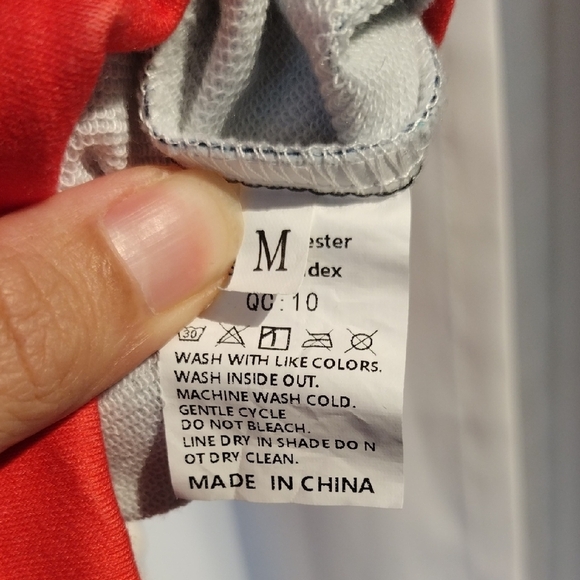 M
ester
dex
QC: 10
30
WASH WITH LIKE COLORS.
WASH INSIDE OUT.
MACHINE WASH COLD.
GENTLE CYCLE
DO NOT BLEACH.
LINE DRY IN SHADE DO N
OT DRY CLEAN.
MADE IN CHINA